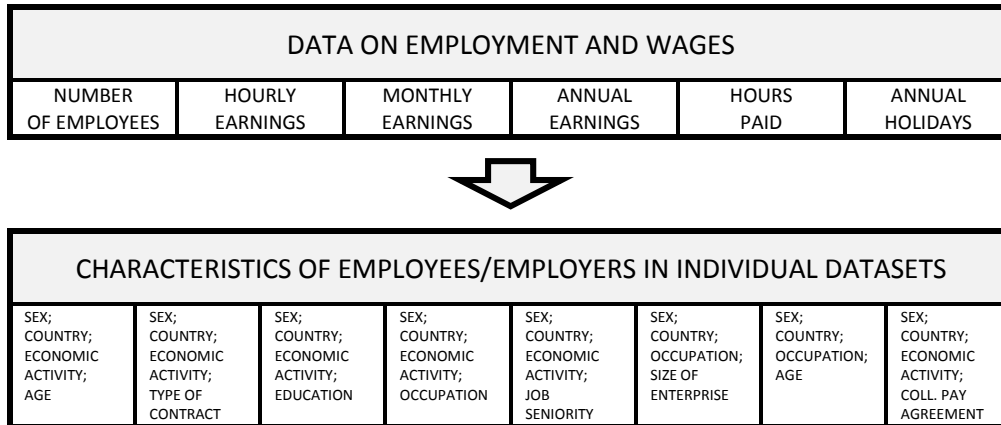 DATA ON EMPLOYMENT AND WAGES
NUMBER
OF EMPLOYEES
HOURLY
EARNINGS
MONTHLY
EARNINGS
ANNUAL
EARNINGS
HOURS
PAID
ANNUAL
HOLIDAYS
CHARACTERISTICS OF EMPLOYEES/EMPLOYERS IN INDIVIDUAL DATASETS
SEX;
COUNTRY;
ECONOMIC
ACTIVITY;
AGE
SEX;
COUNTRY;
ECONOMIC
ACTIVITY;
TYPE OF
CONTRACT
SEX;
COUNTRY;
ECONOMIC
ACTIVITY;
EDUCATION
SEX;
COUNTRY;
ECONOMIC
ACTIVITY;
OCCUPATION
SEX;
COUNTRY;
ECONOMIC
ACTIVITY;
JOB
SENIORITY
SEX;
COUNTRY;
OCCUPATION;
SIZE OF
ENTERPRISE
SEX;
COUNTRY;
OCCUPATION;
AGE
SEX;
COUNTRY;
ECONOMIC
ACTIVITY;
COLL. PAY
AGREEMENT